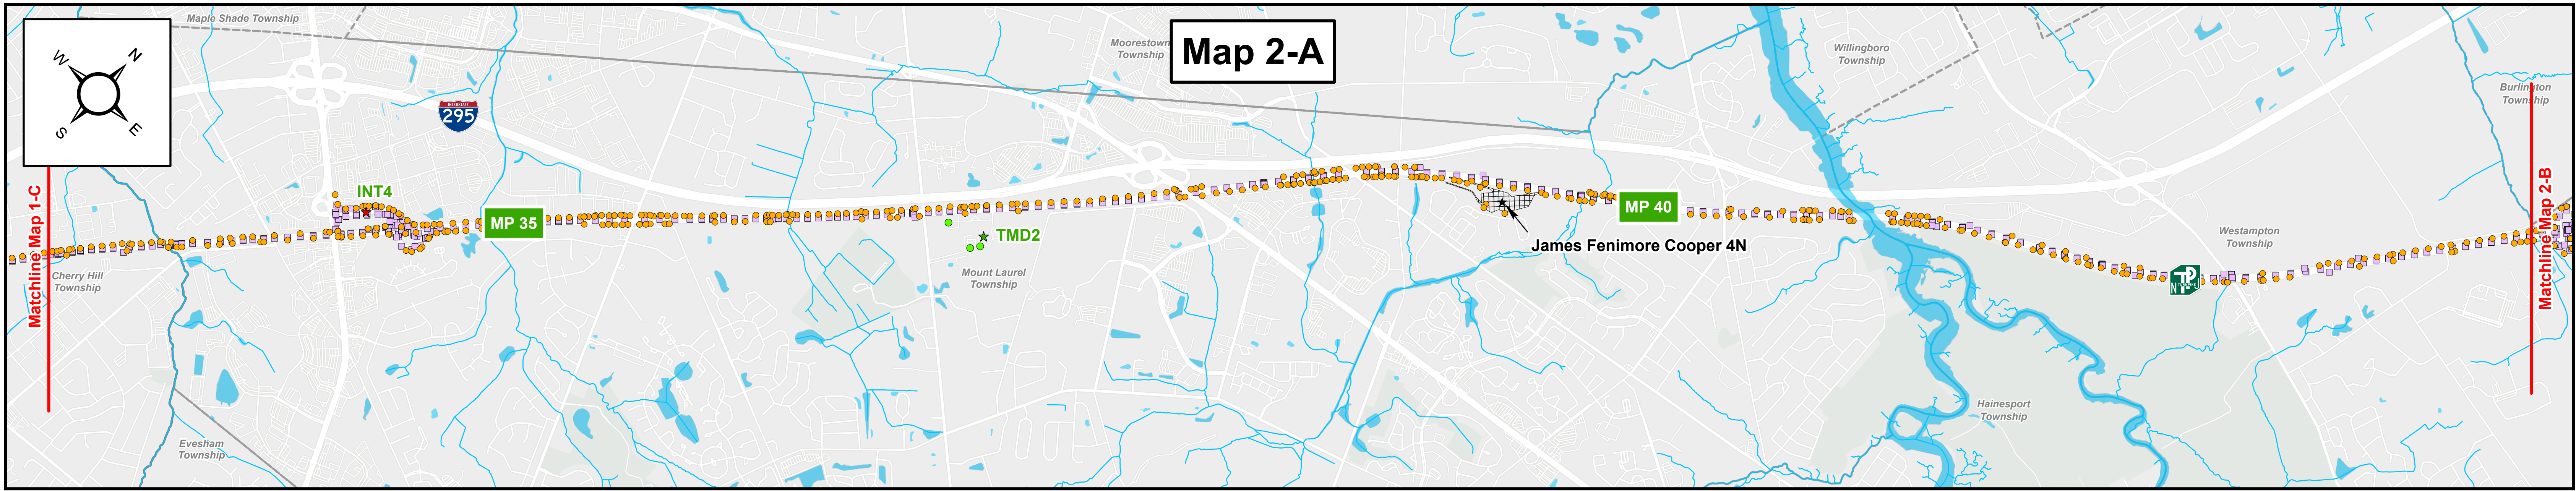 Maple Shade Township
Map 2-A
Moorestown
Township
Willingboro
Township
Burlington
Township
W
N
S
E
INTERSTATE
295
Matchline Map 1-C
INT4
MP 35
TMD2
MP 40
James Fenimore Cooper 4N
Matchline Map 2-B
Westampton
Township
Cherry Hill
Township
Mount Laurel
Township
Hainesport
Township
Evesham
Township